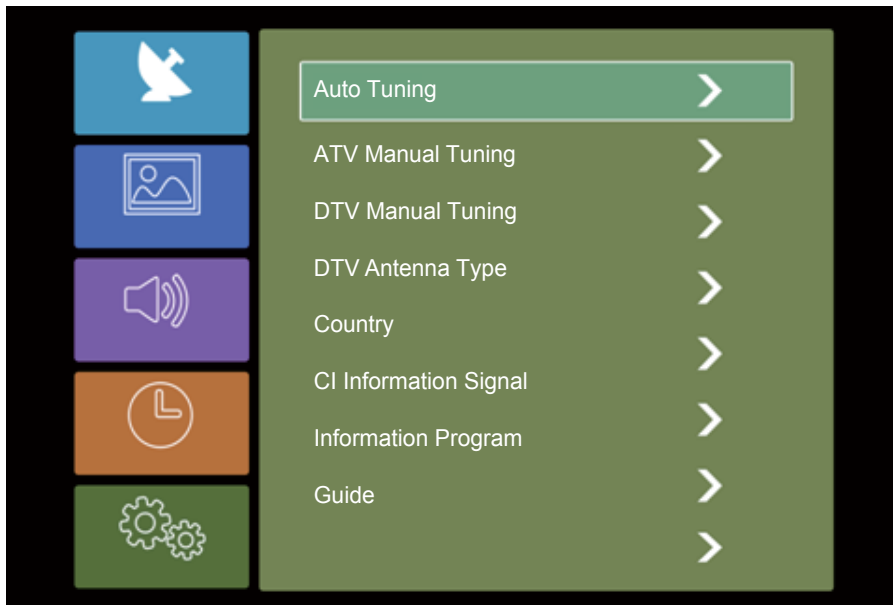 Auto Tuning
ATV Manual Tuning
DTV Manual Tuning
DTV Antenna Type
Country
CI Information Signal
Information Program
Guide